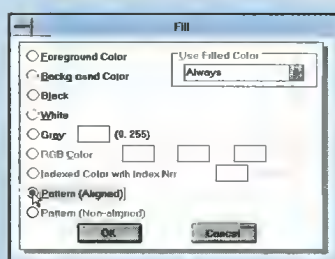 Fill
Foreground Color
Use Filled Color
Background Color
Always
Black
White
Gray (0. 255)
RGB Color
Indexed Color with Index Nr:
Pattern (Aligned)
Pattern (Non-aligned)
OK
Cancel